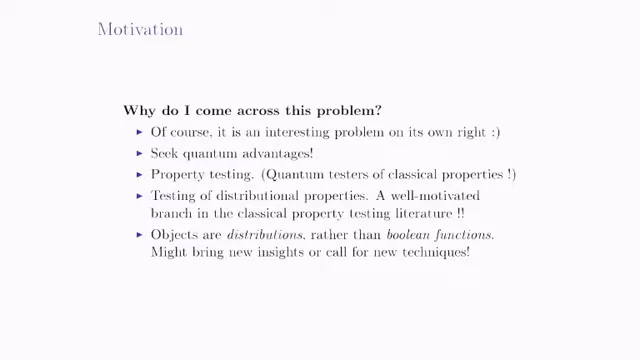 Motivation
Why do I come across this problem?
▶ Of course, it is an interesting problem on its own right :)
▶ Seek quantum advantages!
▶ Property testing. (Quantum testers of classical properties !)
▶ Testing of distributional properties. A well-motivated
branch in the classical property testing literature !!
▶ Objects are distributions, rather than boolean functions.
Might bring new insights or call for new techniques!